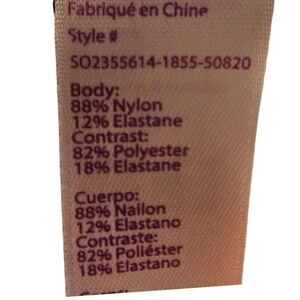 Fabriqué en Chine
Style #
SO2355614-1855-50820
Body:
88% Nylon
12% Elastane
Contrast:
82% Polyester
18% Elastane
Cuerpo:
88% Nailon
12% Elastano
Contraste:
82% Poliéster
18% Elastano